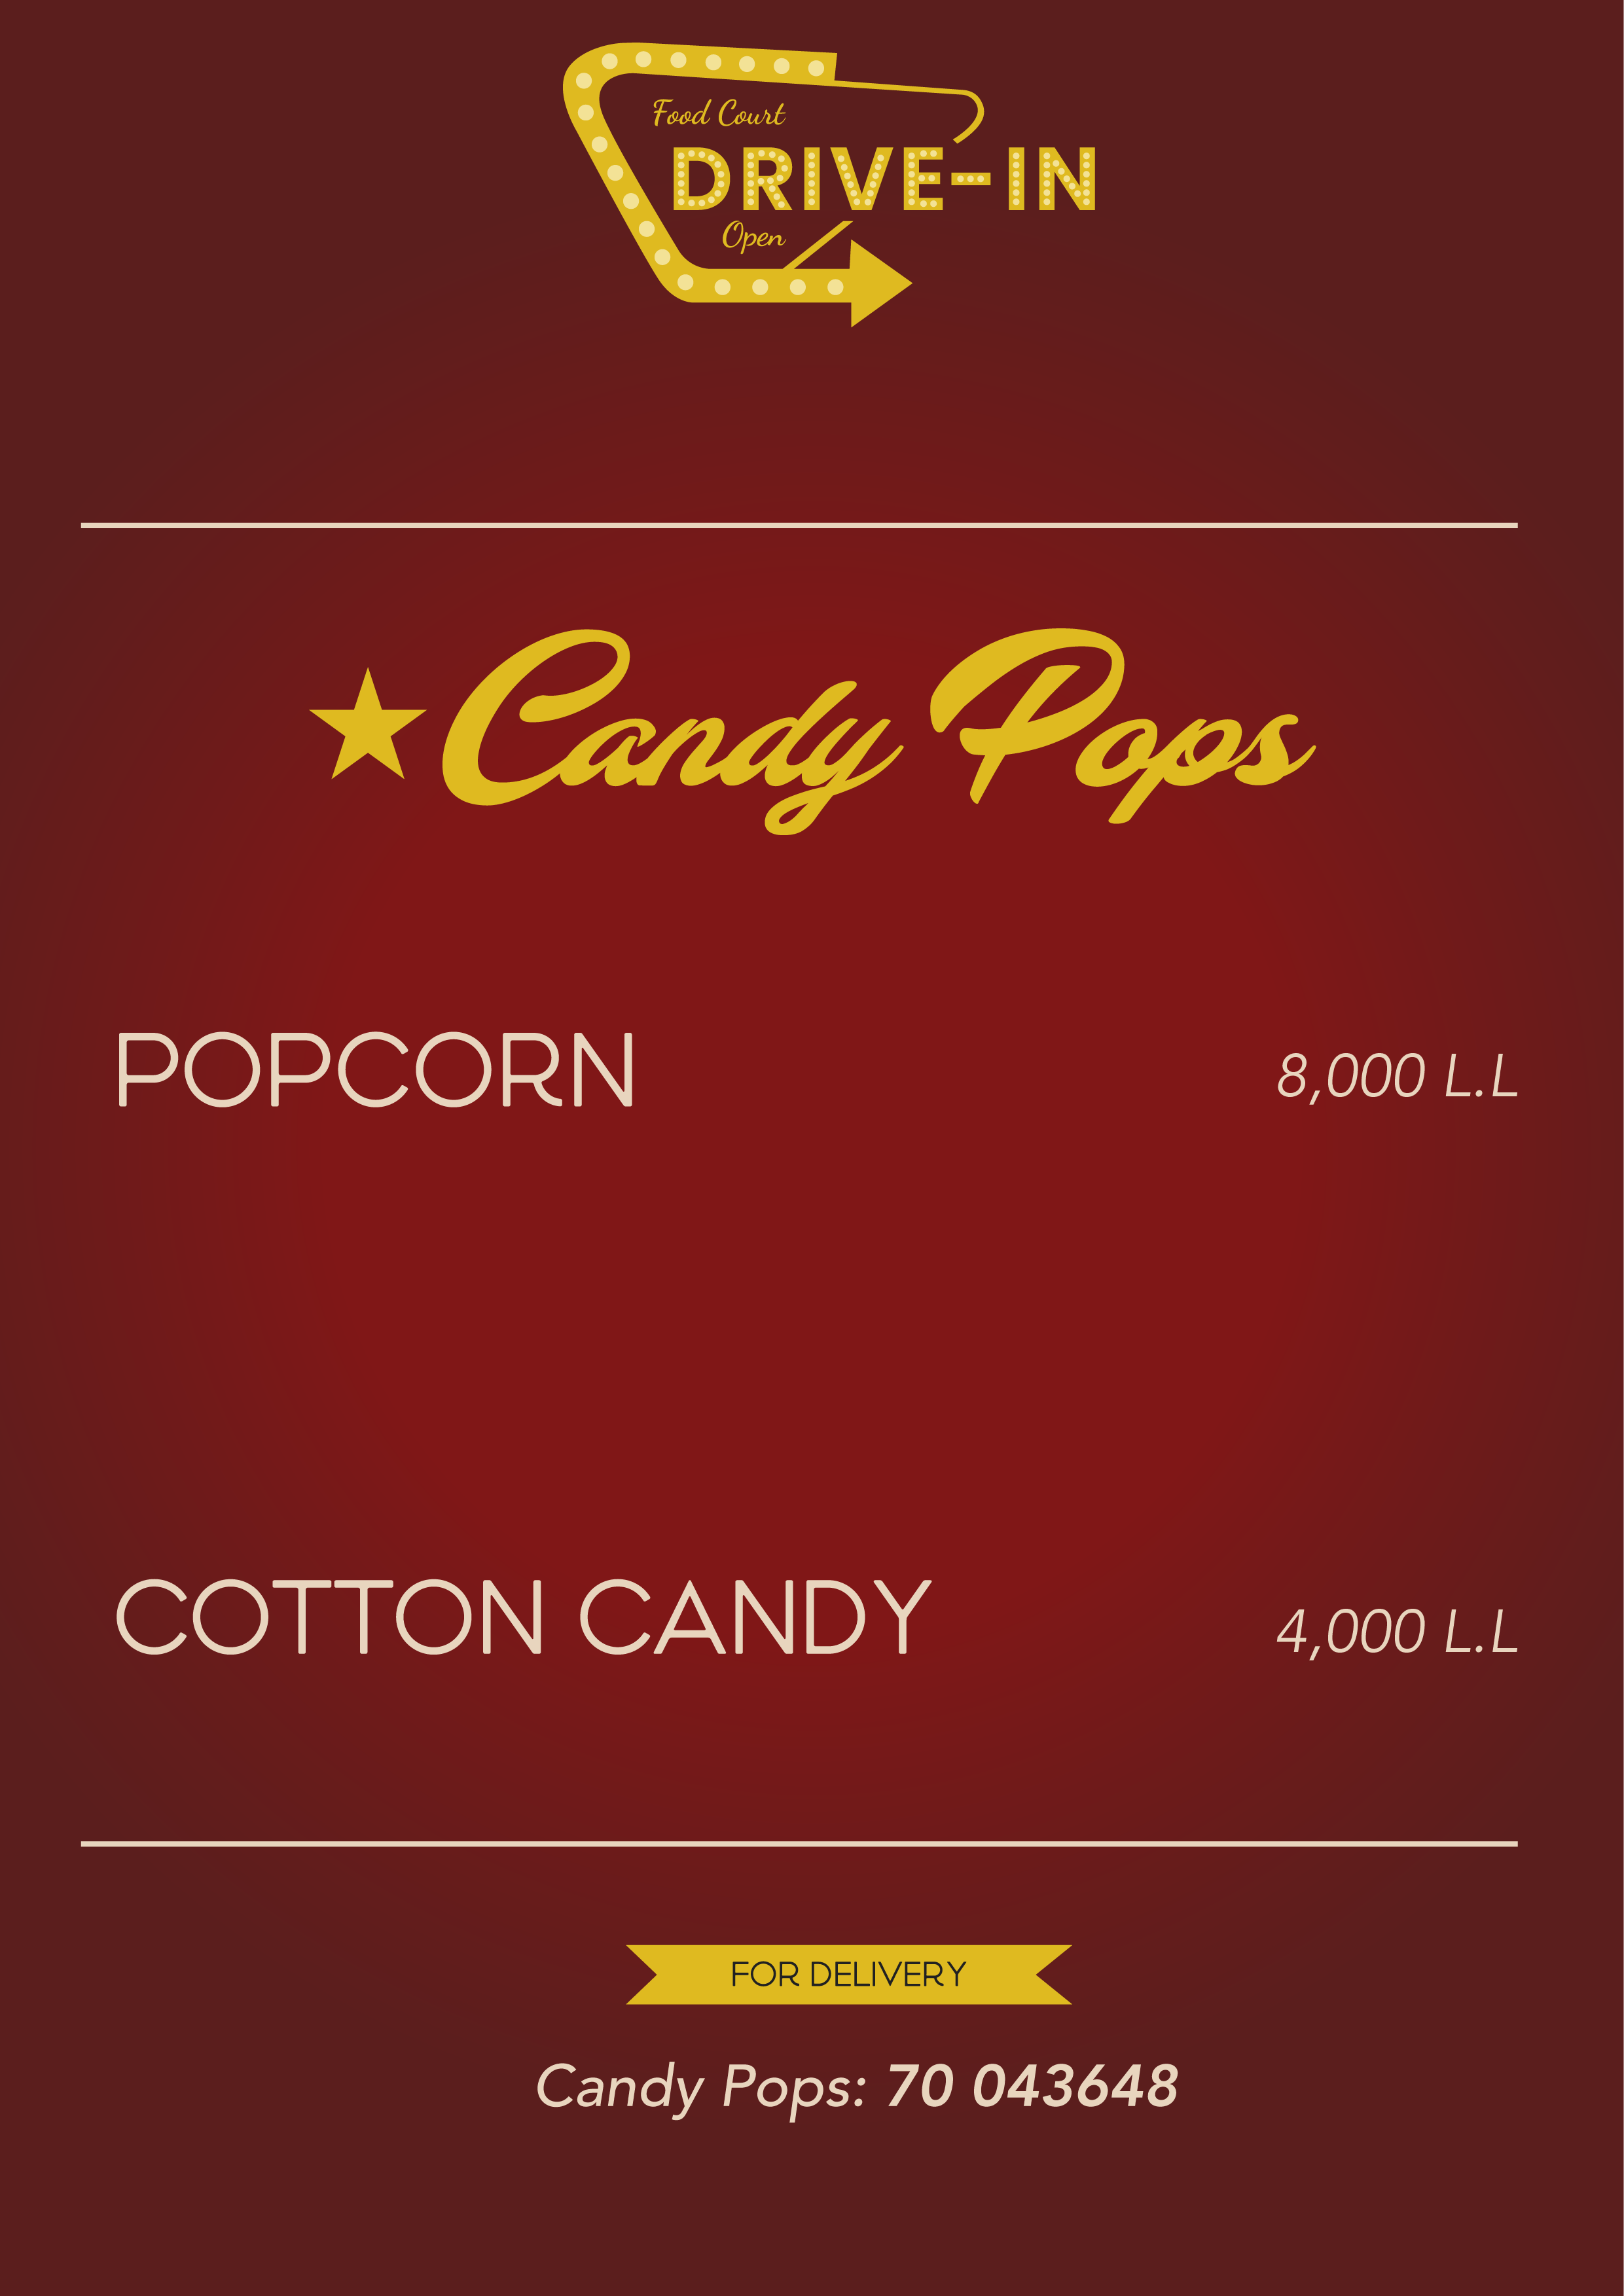 Food Court
DRIVE-IN
Open
Candy Pops
POPCORN 8,000 L.L
COTTON CANDY 4,000 L.L
FOR DELIVERY
Candy Pops: 70 043648